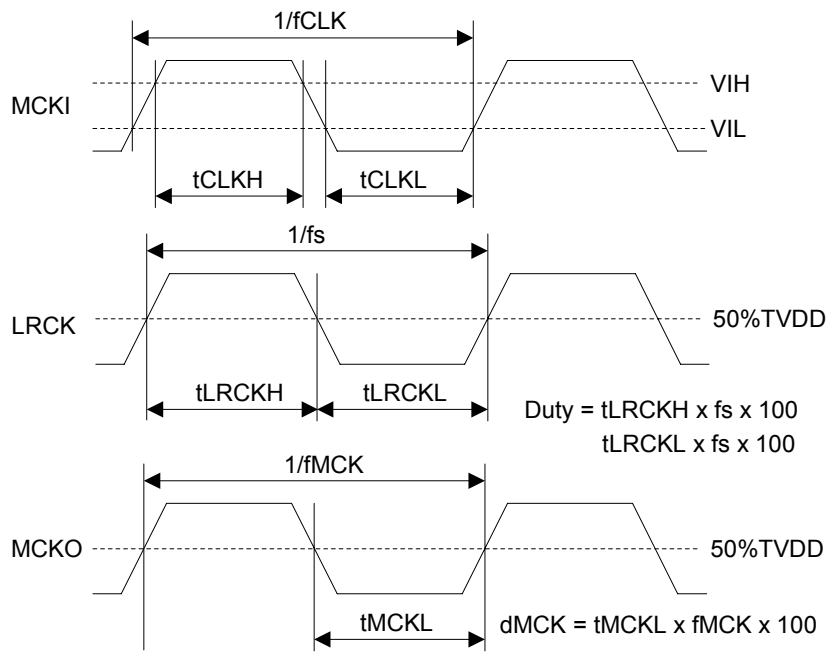 1/fCLK
MCKI
VIH
VIL
tCLKH
tCLKL
1/fs
LRCK
50%TVDD
tLRCKH
tLRCKL
Duty = tLRCKH x fs x 100
tLRCKL x fs x 100
1/fMCK
MCKO
50%TVDD
tMCKL
dMCK = tMCKL x fMCK x 100